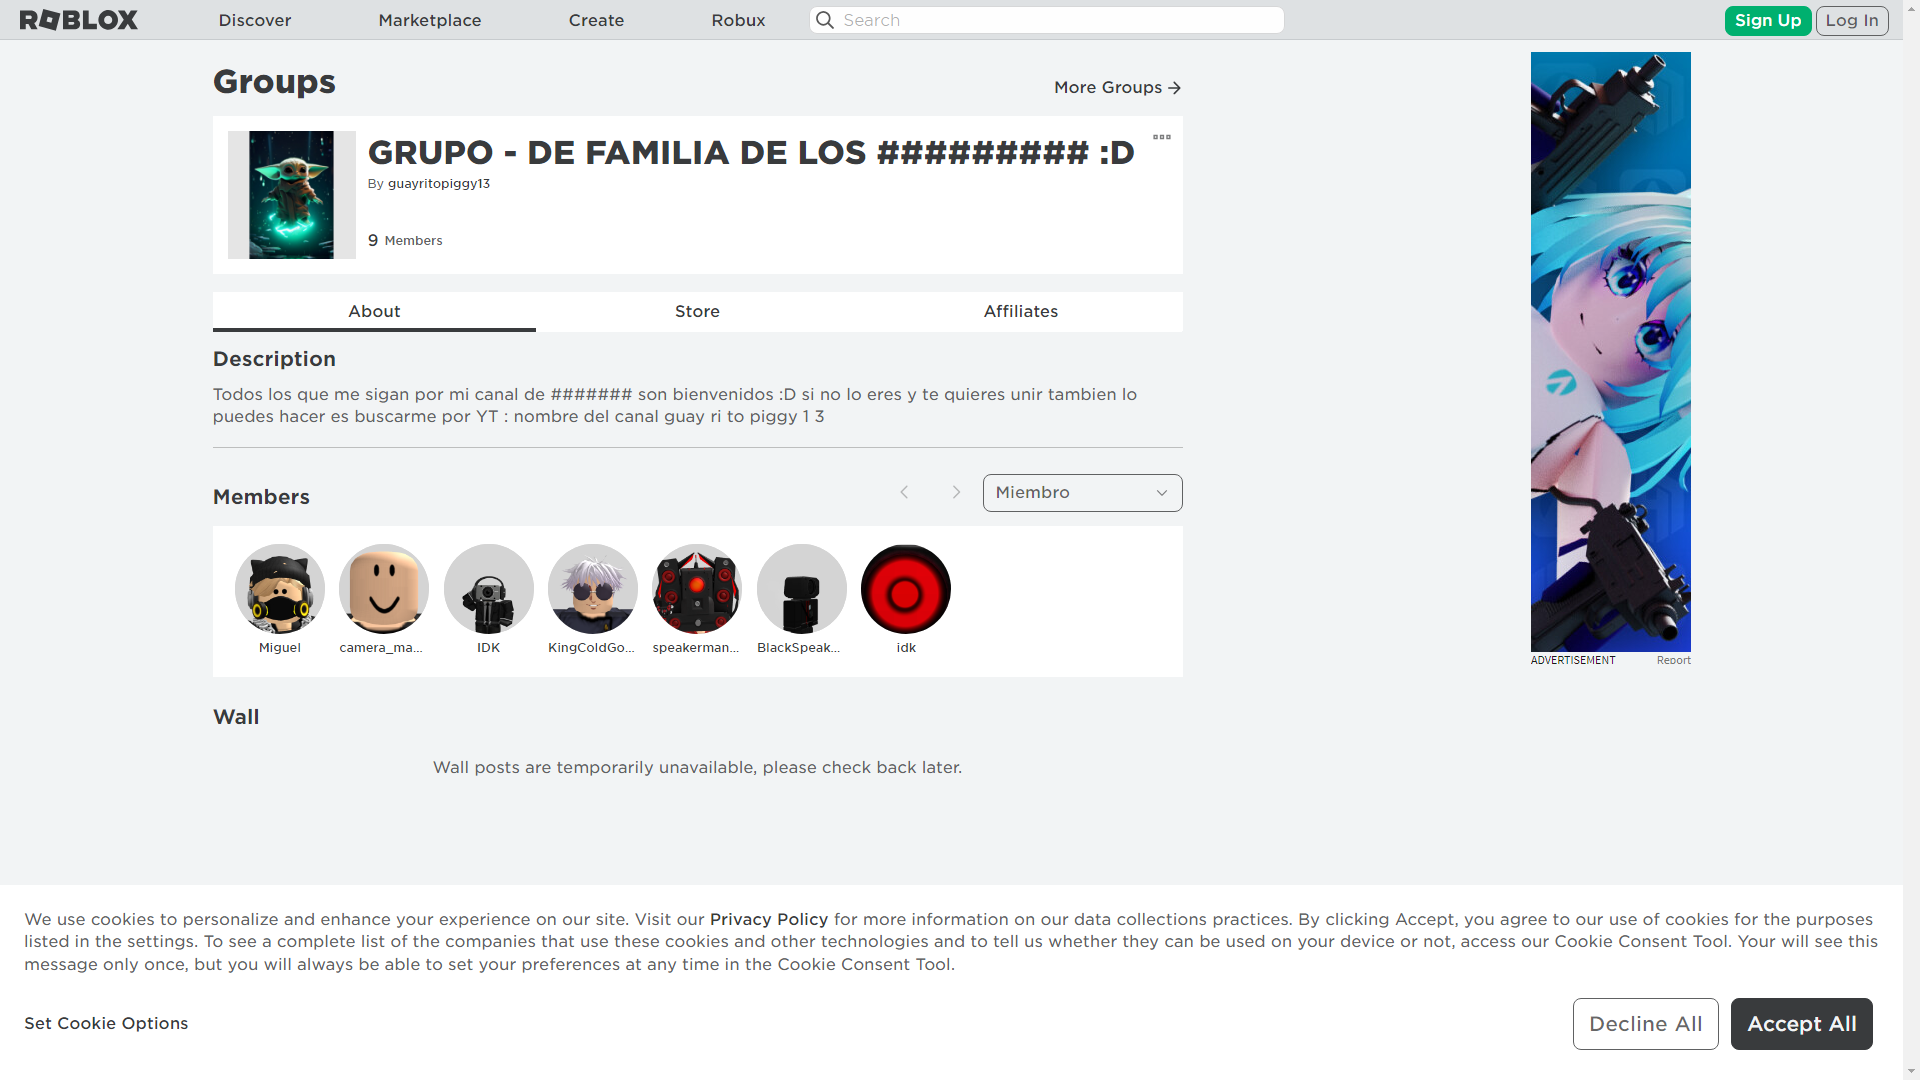 ROBLOX
Discover
Marketplace
Create
Robux
Search
Sign Up
Log In
Groups
More Groups
GRUPO - DE FAMILIA DE LOS ######### :D
By guayritopiggy13
9 Members
About
Store
Affiliates
Description
Todos los que me sigan por mi canal de ####### son bienvenidos :D si no lo eres y te quieres unir tambien lo
puedes hacer es buscarme por YT : nombre del canal guay ri to piggy 1 3
Members
Miembro
Miguel
camera_ma...
IDK
KingColdGo...
speakerman...
BlackSpeak...
idk
ADVERTISEMENT
Report
Wall
Wall posts are temporarily unavailable, please check back later.
We use cookies to personalize and enhance your experience on our site. Visit our Privacy Policy for more information on our data collections practices. By clicking Accept, you agree to our use of cookies for the purposes
listed in the settings. To see a complete list of the companies that use these cookies and other technologies and to tell us whether they can be used on your device or not, access our Cookie Consent Tool. Your will see this
message only once, but you will always be able to set your preferences at any time in the Cookie Consent Tool.
Set Cookie Options
Decline All
Accept All